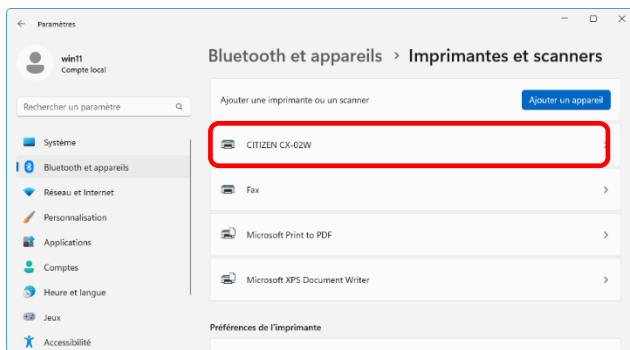 Paramètres
win11
Compte local
Rechercher un paramètre
Système
Bluetooth et appareils
Réseau et Internet
Personnalisation
Applications
Comptes
Heure et langue
Jeux
Accessibilité
Bluetooth et appareils > Imprimantes et scanners
Ajouter une imprimante ou un scanner
Ajouter un appareil
CITIZEN CX-02W
Fax
Microsoft Print to PDF
Microsoft XPS Document Writer
Préférences de l'imprimante